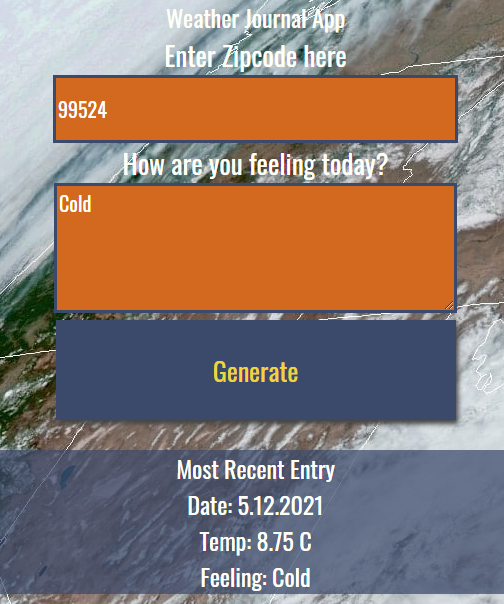 Weather Journal App
Enter Zipcode here
99524
How are you feeling today?
Cold
Generate
Most Recent Entry
Date: 5.12.2021
Temp: 8.75 C
Feeling: Cold